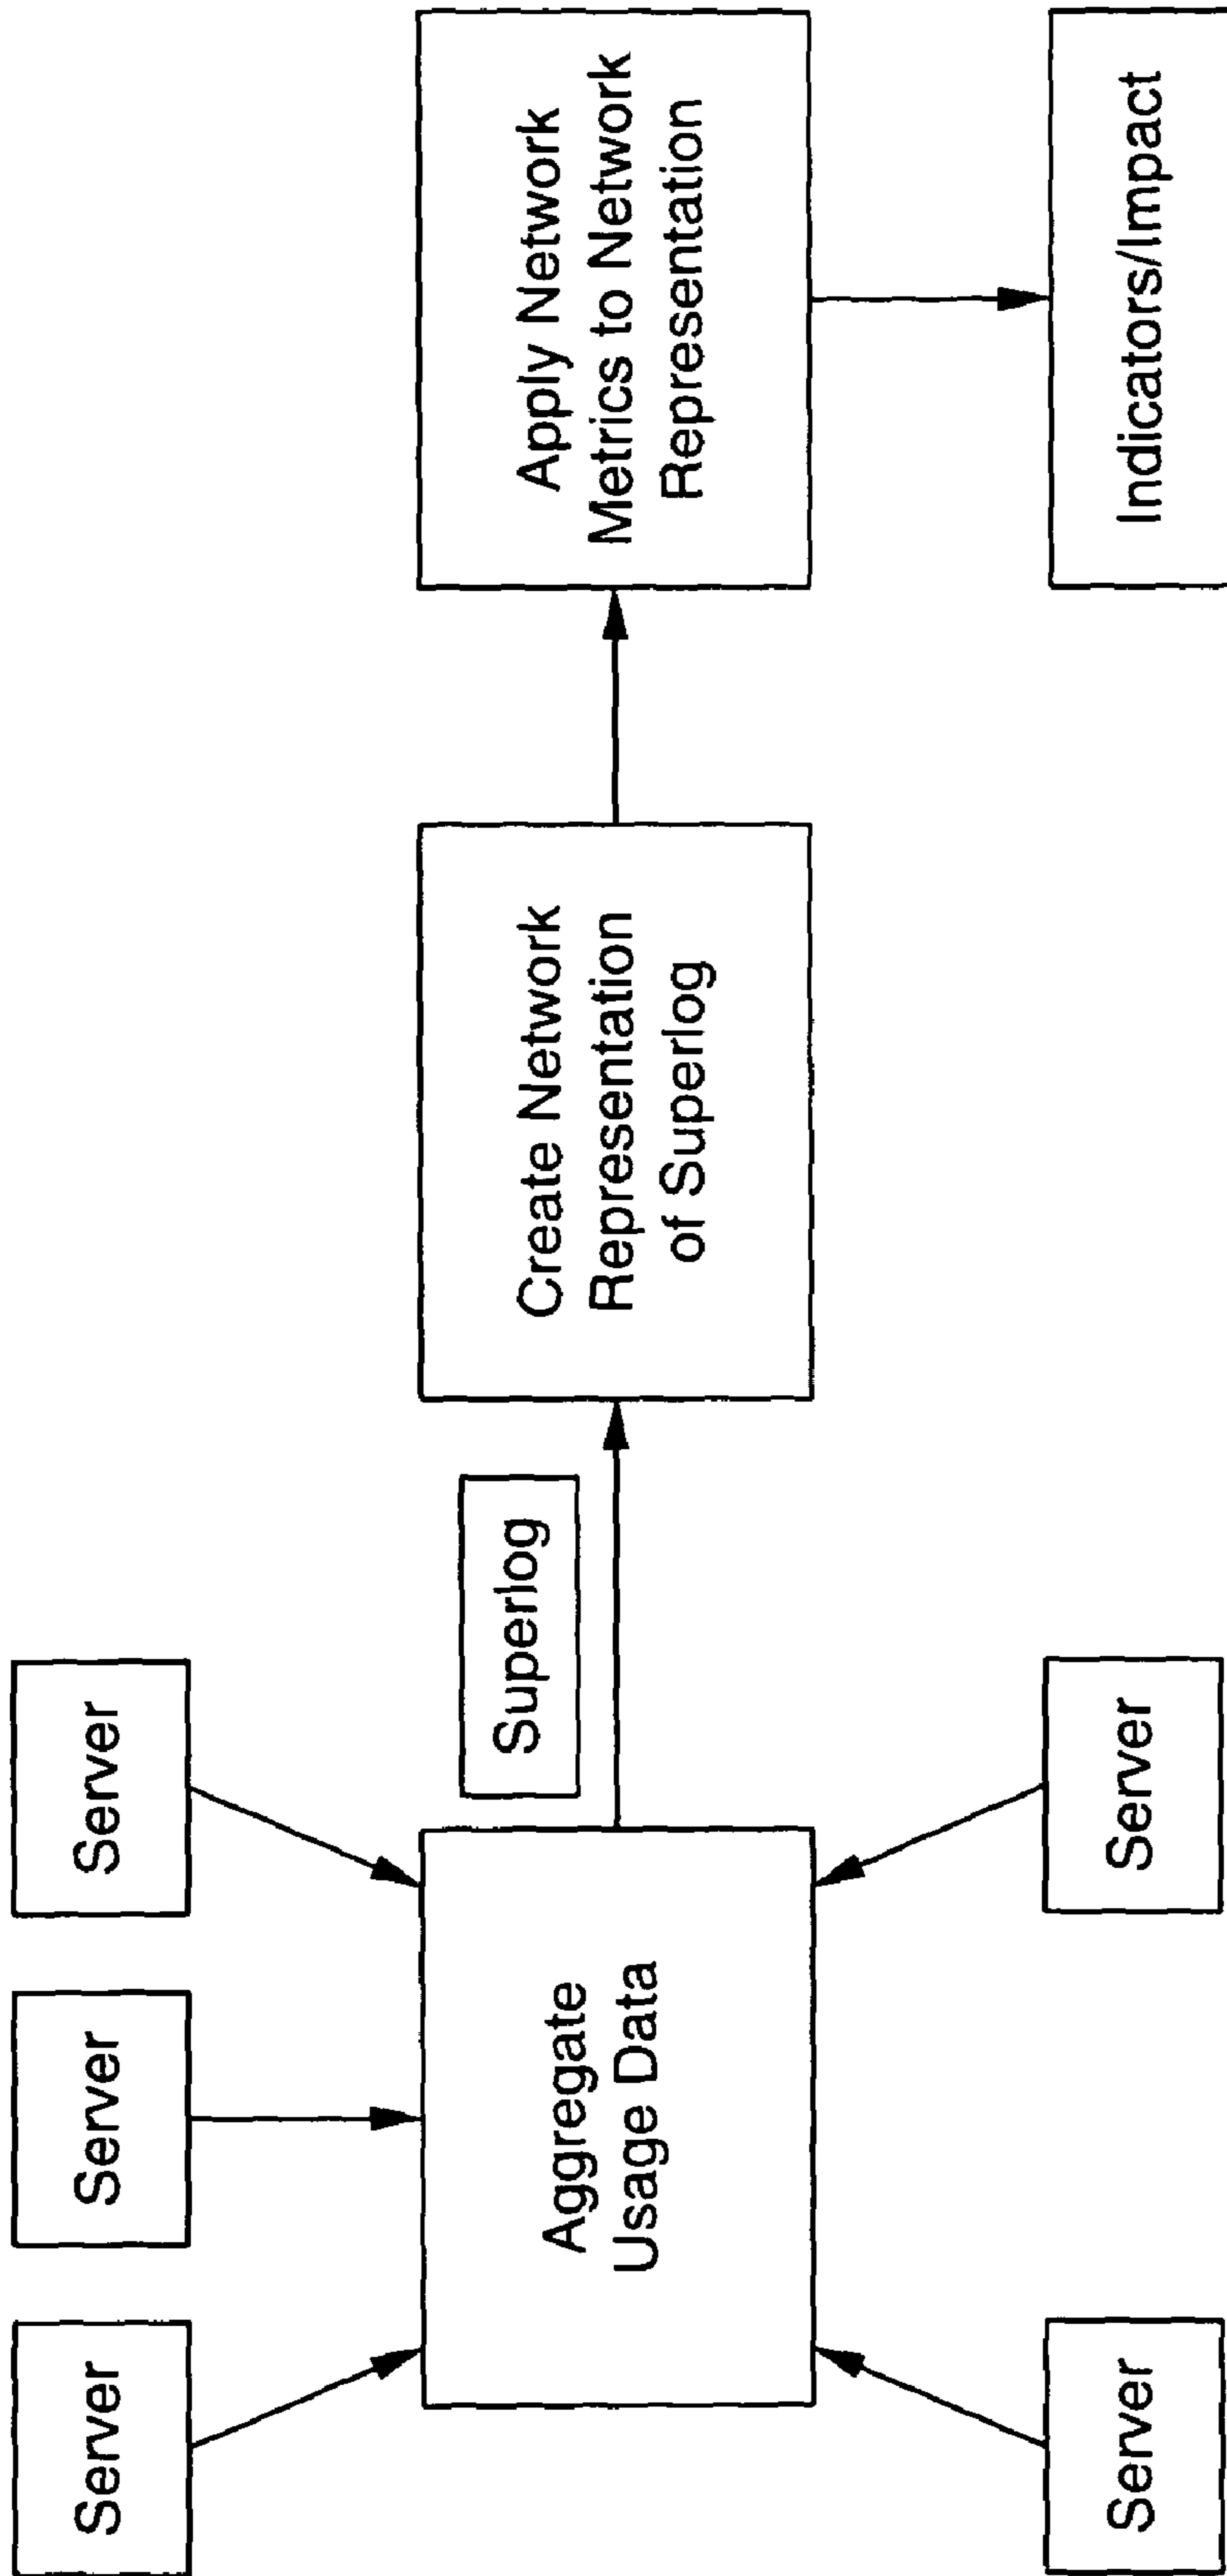 Server
Server
Server
Aggregate
Usage Data
Server
Server
Superlog
Create Network
Representation
of Superlog
Apply Network
Metrics to Network
Representation
Indicators/Impact